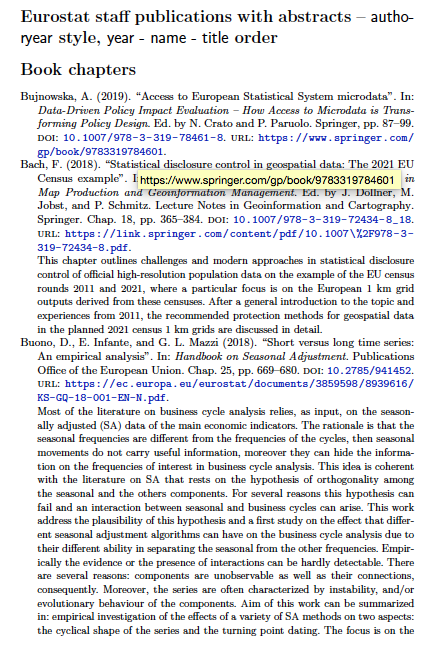 Eurostat staff publications with abstracts – autho-
ryear style, year - name - title order
Book chapters
Bujnowska, A. (2019). “Access to European Statistical System microdata”. In:
Data-Driven Policy Impact Evaluation – How Access to Microdata is Trans-
forming Policy Design. Ed. by N. Crato and P. Paruolo. Springer, pp. 87–99.
DOI: 10.1007/978-3-319-78461-8. URL: https://www.springer.com/
gp/book/9783319784601.
Bach, F. (2018). “Statistical disclosure control in geospatial data: The 2021 EU
Census example”. I https://www.springer.com/gp/book/9783319784601 in
Map Production and Geoinformation Management. Ed. by J. Döllner, M.
Jobst, and P. Schmitz. Lecture Notes in Geoinformation and Cartography.
Springer. Chap. 18, pp. 365–384. DOI: 10.1007/978-3-319-72434-8_18.
URL: https://link.springer.com/content/pdf/10.1007\%2F978-3-
319-72434-8.pdf.
This chapter outlines challenges and modern approaches in statistical disclosure
control of official high-resolution population data on the example of the EU census
rounds 2011 and 2021, where a particular focus is on the European 1 km grid
outputs derived from these censuses. After a general introduction to the topic and
experiences from 2011, the recommended protection methods for geospatial data
in the planned 2021 census 1 km grids are discussed in detail.
Buono, D., E. Infante, and G. L. Mazzi (2018). “Short versus long time series:
An empirical analysis”. In: Handbook on Seasonal Adjustment. Publications
Office of the European Union. Chap. 25, pp. 669–680. DOI: 10.2785/941452.
URL: https://ec.europa.eu/eurostat/documents/3859598/8939616/
KS-GQ-18-001-EN-N.pdf.
Most of the literature on business cycle analysis relies, as input, on the season-
ally adjusted (SA) data of the main economic indicators. The rationale is that the
seasonal frequencies are different from the frequencies of the cycles, then seasonal
movements do not carry useful information, moreover they can hide the informa-
tion on the frequencies of interest in business cycle analysis. This idea is coherent
with the literature on SA that rests on the hypothesis of orthogonality among
the seasonal and the others components. For several reasons this hypothesis can
fail and an interaction between seasonal and business cycles can arise. This work
address the plausibility of this hypothesis and a first study on the effect that differ-
ent seasonal adjustment algorithms can have on the business cycle analysis due to
their different ability in separating the seasonal from the other frequencies. Empir-
ically the evidence or the presence of interactions can be hardly detectable. There
are several reasons: components are unobservable as well as their connections,
consequently. Moreover, the series are often characterized by instability, and/or
evolutionary behaviour of the components. Aim of this work can be summarized
in: empirical investigation of the effects of a variety of SA methods on two aspects:
the cyclical shape of the series and the turning point dating. The focus is on the